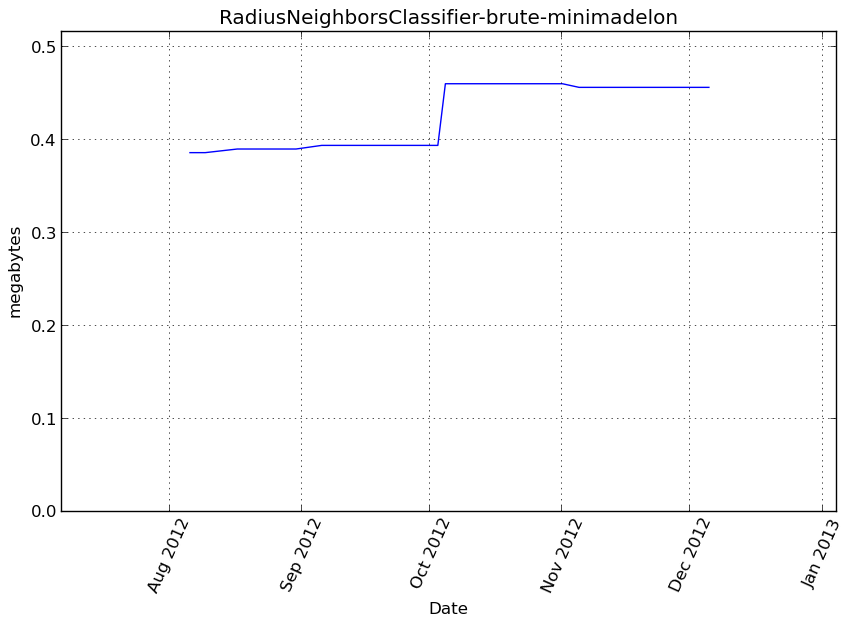 RadiusNeighborsClassifier-brute-minimadelon
0.5
0.4
0.3
0.2
0.1
0.0
megabytes
Aug 2012
Sep 2012
Oct 2012
Nov 2012
Dec 2012
Jan 2013
Date